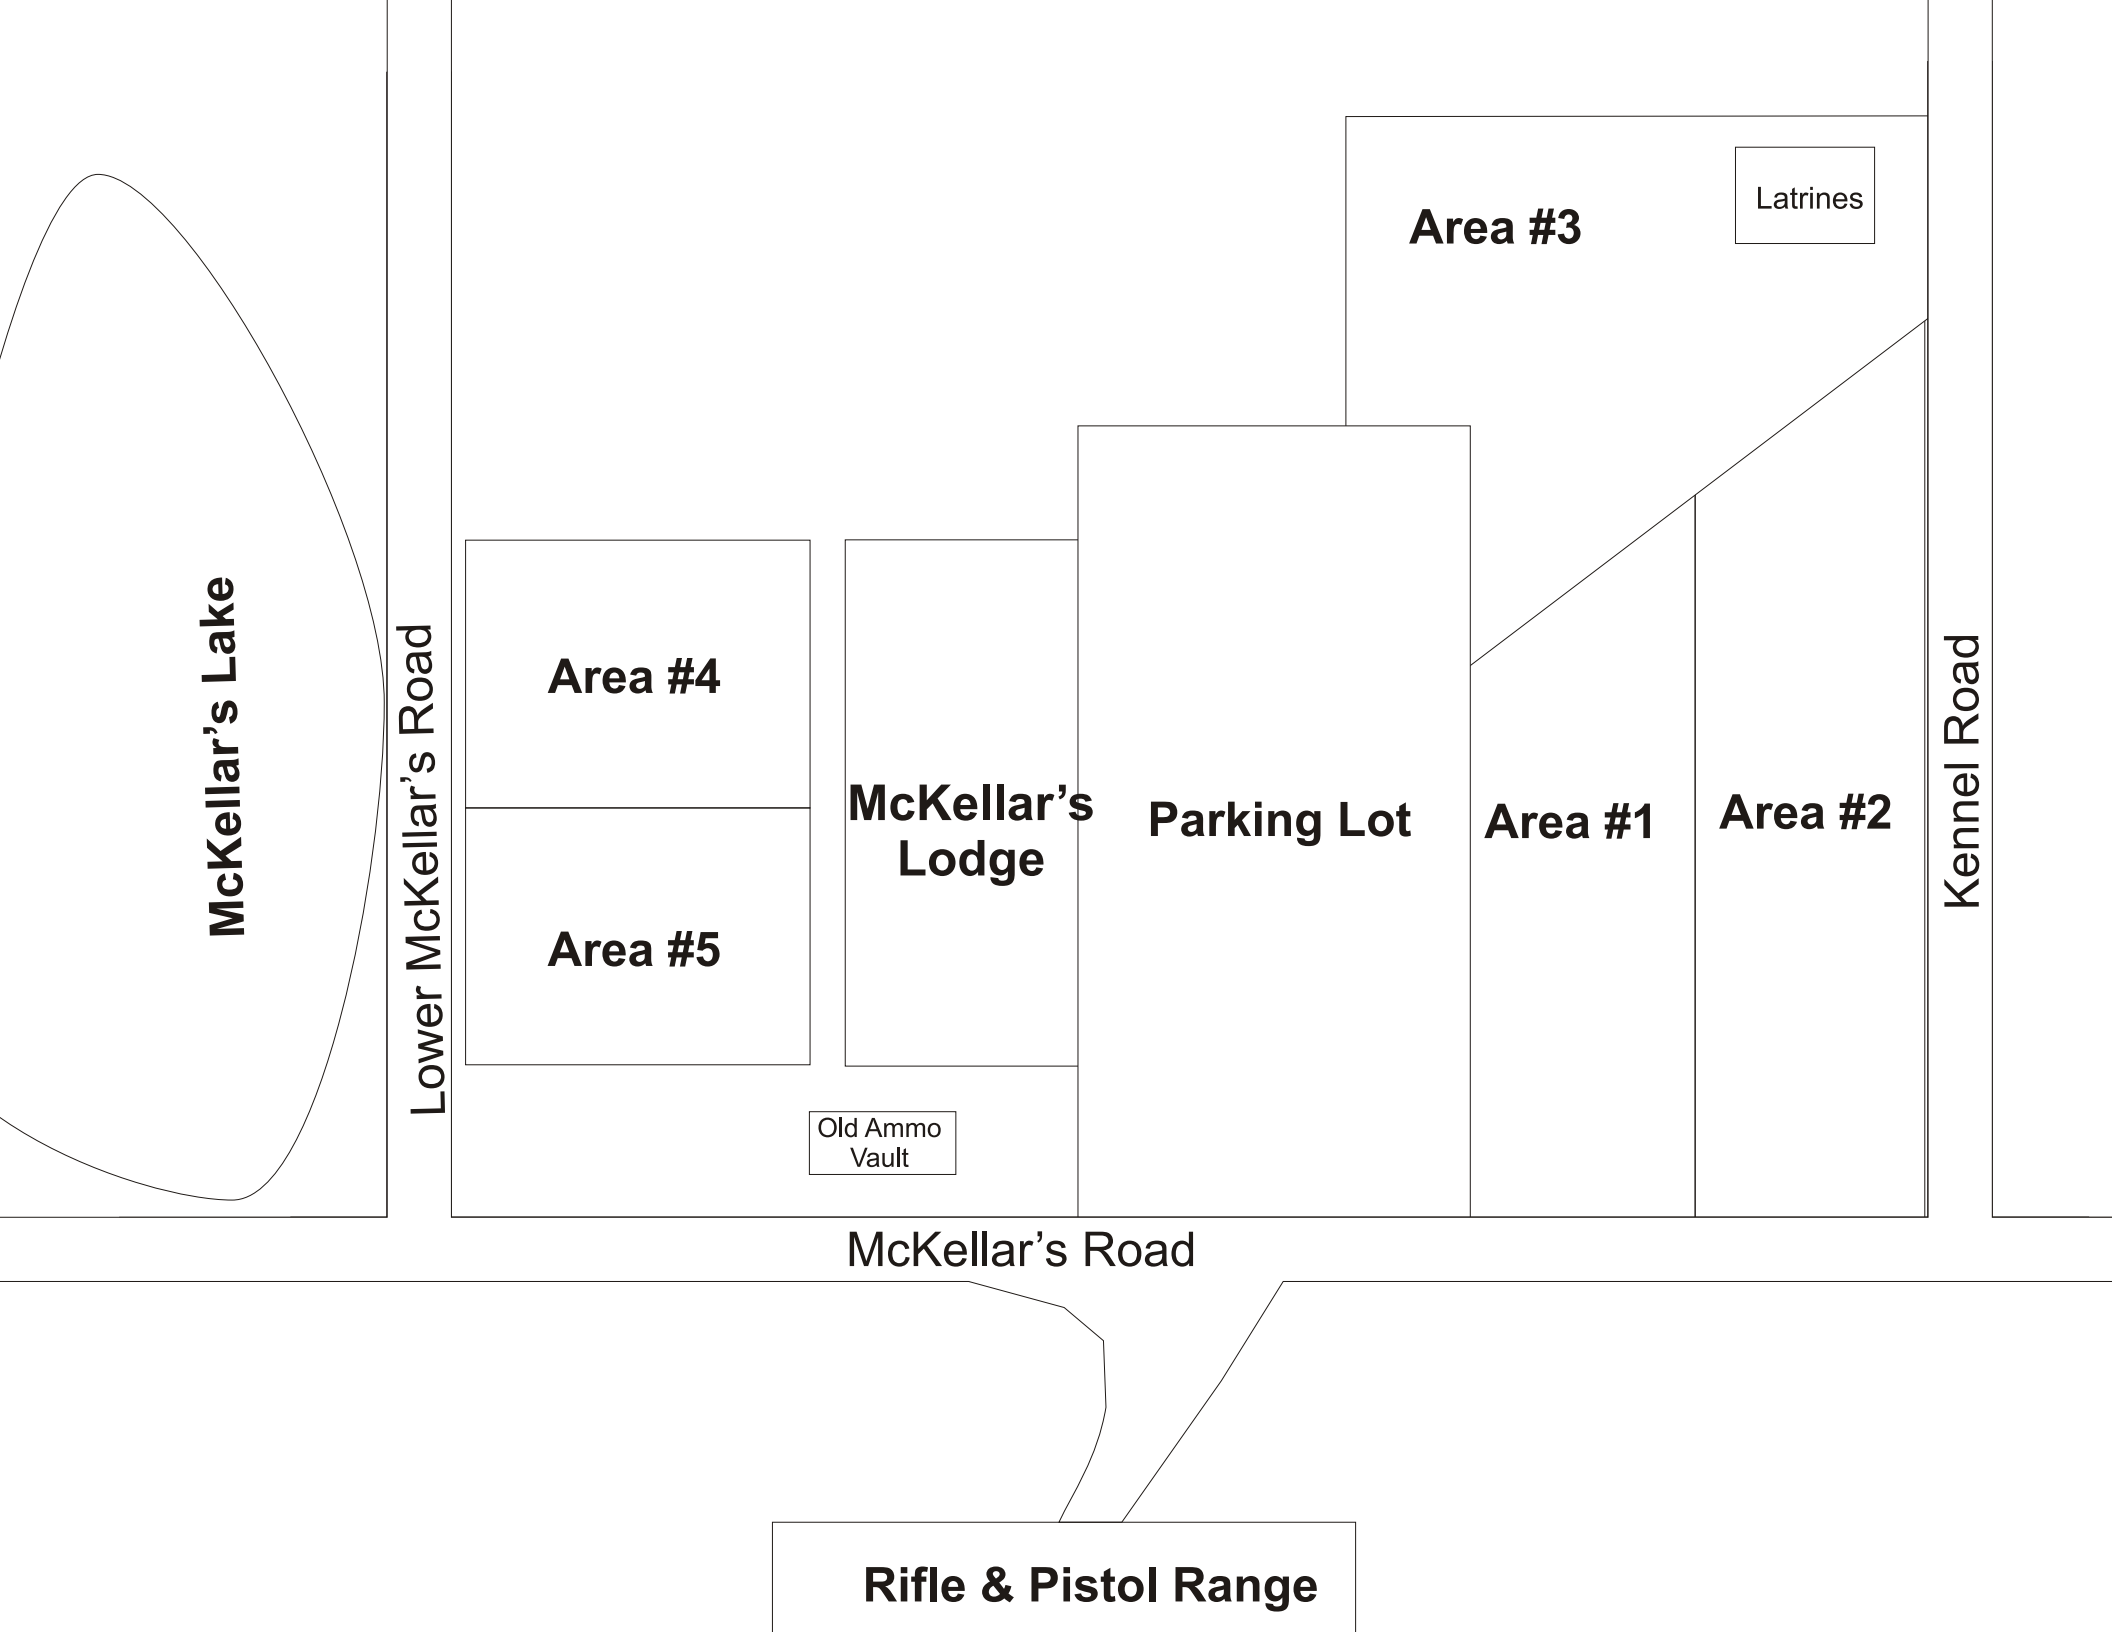 Latrines
Area #3
McKellar’s Lake
Lower McKellar’s Road
Area #4
Area #5
McKellar’s
Lodge
Parking Lot
Area #1
Area #2
Kennel Road
Old Ammo
Vault
McKellar’s Road
Rifle & Pistol Range